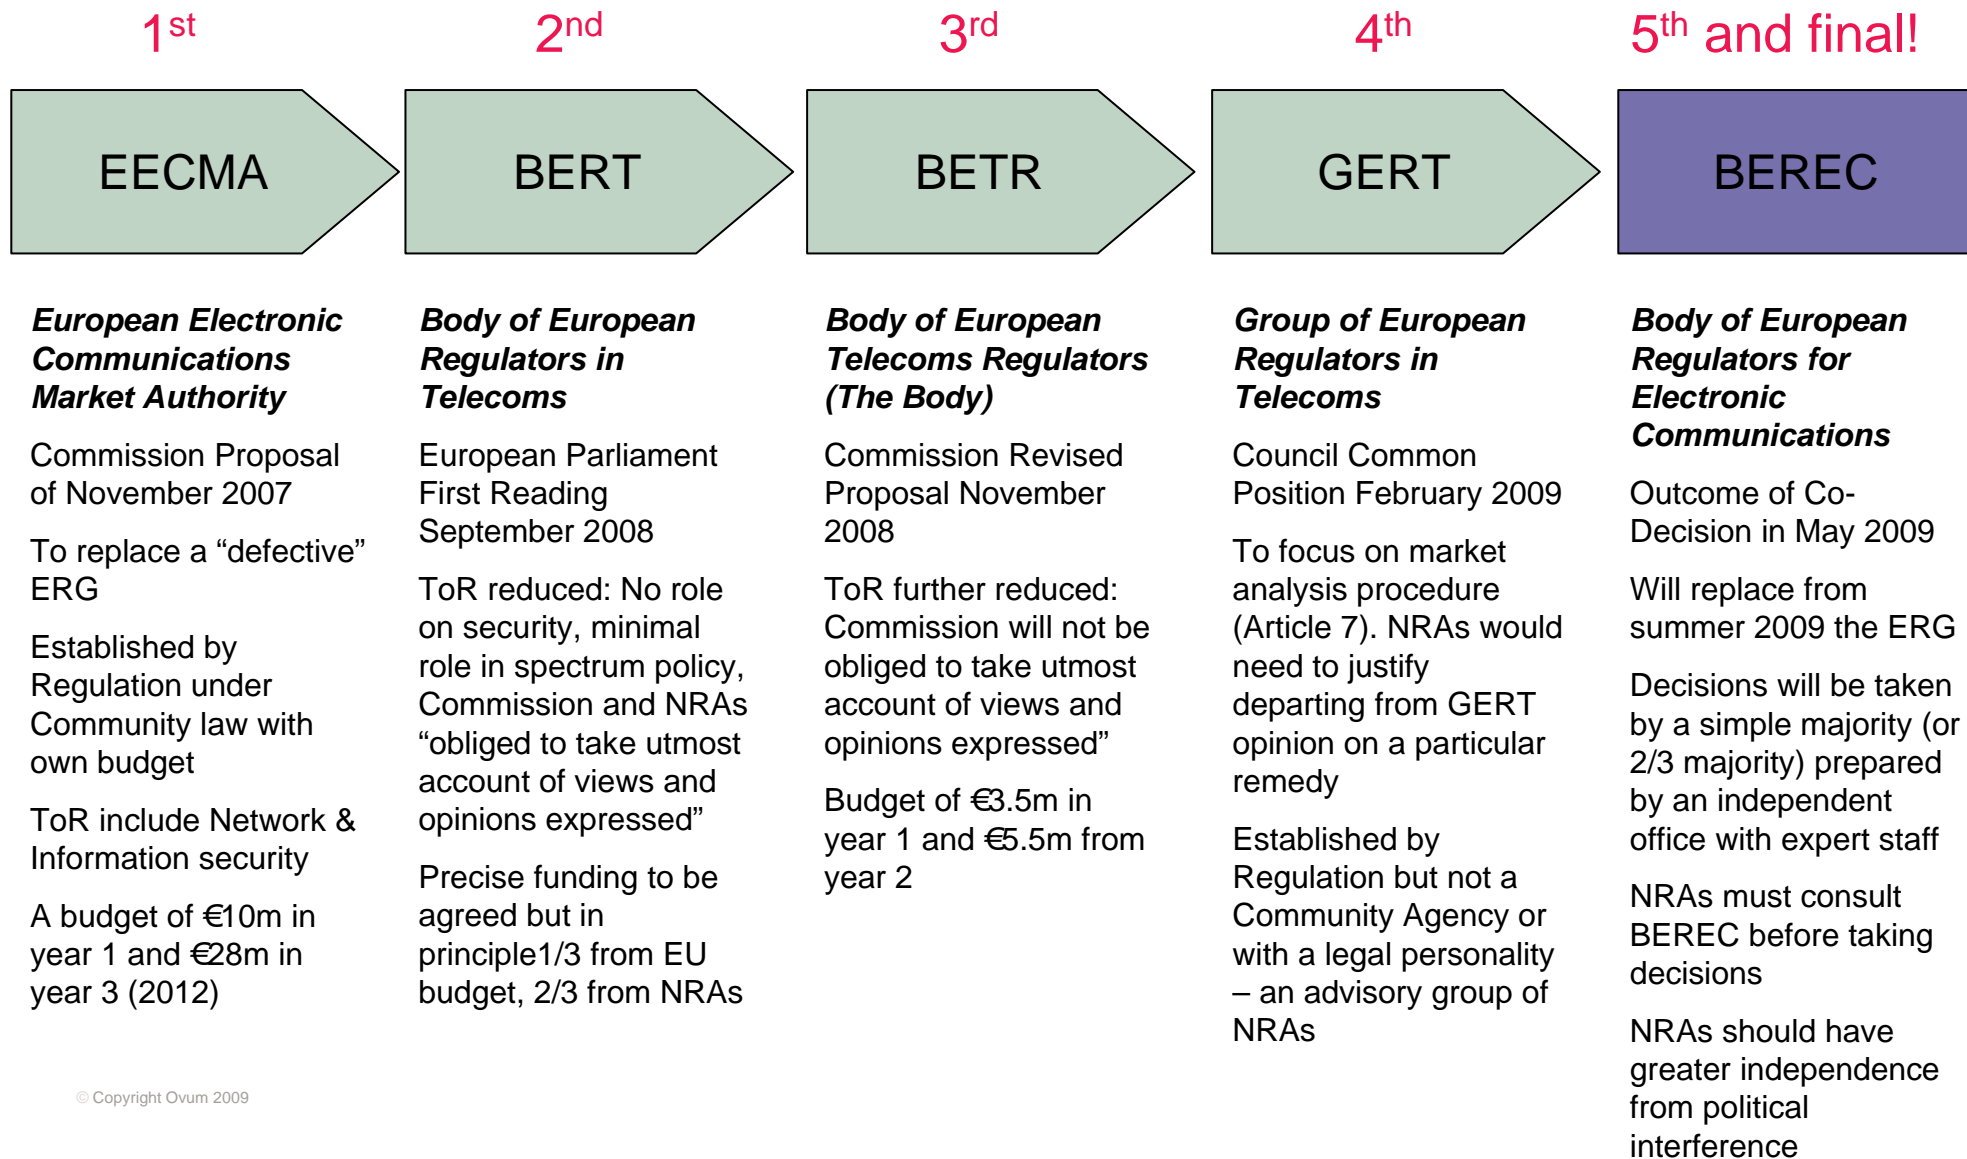 1st
2nd
3rd
4th
5th and final!
EECMA
BERT
BETR
GERT
BEREC
European Electronic
Communications
Market Authority
Commission Proposal
of November 2007
To replace a “defective”
ERG
Established by
Regulation under
Community law with
own budget
ToR include Network &
Information security
A budget of €10m in
year 1 and €28m in
year 3 (2012)
Body of European
Regulators in
Telecoms
European Parliament
First Reading
September 2008
ToR reduced: No role
on security, minimal
role in spectrum policy,
Commission and NRAs
“obliged to take utmost
account of views and
opinions expressed”
Precise funding to be
agreed but in
principle1/3 from EU
budget, 2/3 from NRAs
Body of European
Telecoms Regulators
(The Body)
Commission Revised
Proposal November
2008
ToR further reduced:
Commission will not be
obliged to take utmost
account of views and
opinions expressed”
Budget of €3.5m in
year 1 and €5.5m from
year 2
Group of European
Regulators in
Telecoms
Council Common
Position February 2009
To focus on market
analysis procedure
(Article 7). NRAs would
need to justify
departing from GERT
opinion on a particular
remedy
Established by
Regulation but not a
Community Agency or
with a legal personality
– an advisory group of
NRAs
Body of European
Regulators for
Electronic
Communications
Outcome of Co-
Decision in May 2009
Will replace from
summer 2009 the ERG
Decisions will be taken
by a simple majority (or
2/3 majority) prepared
by an independent
office with expert staff
NRAs must consult
BEREC before taking
decisions
NRAs should have
greater independence
from political
interference
© Copyright Ovum 2009